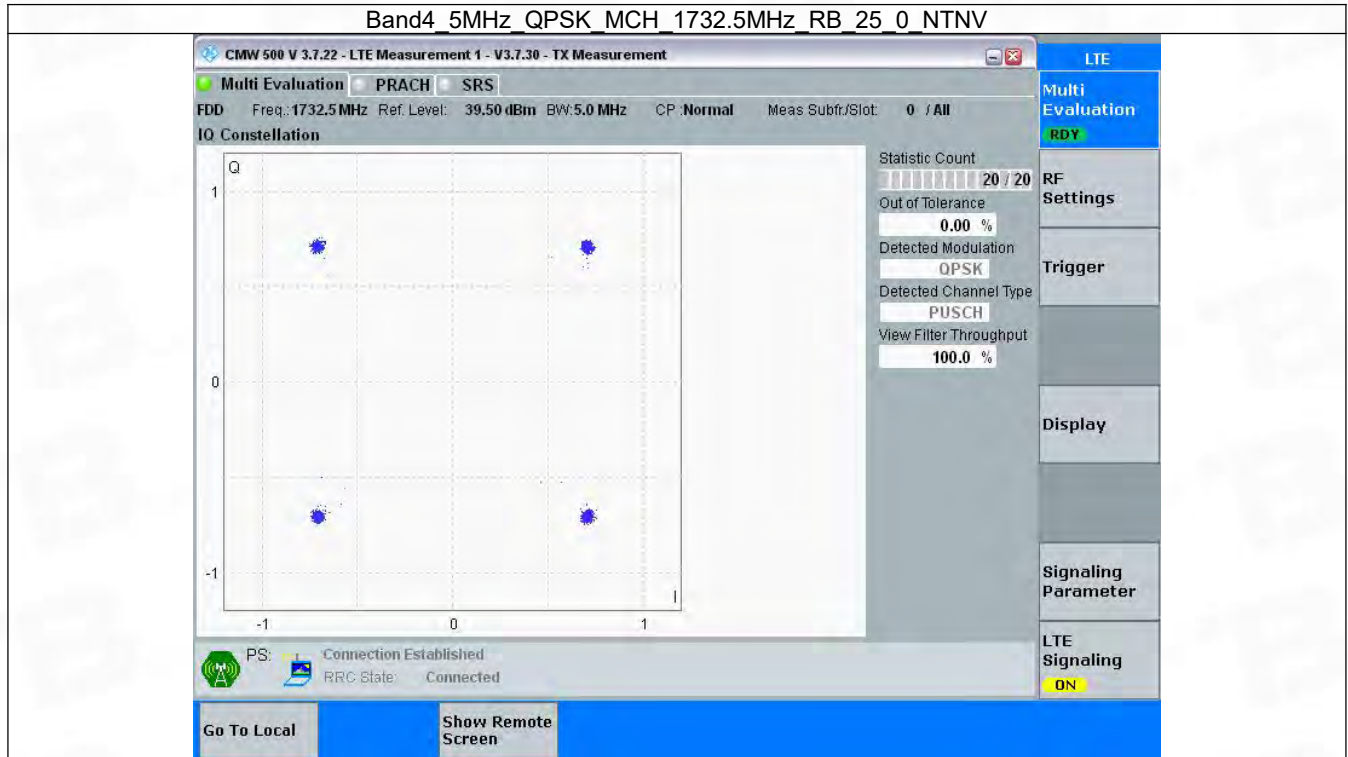 Band4_5MHz_QPSK_MCH_1732.5MHz_RB_25_0_NTNV
CMW 500 V 3.7.22 - LTE Measurement 1 - V3.7.30 - TX Measurement
LTE
Multi Evaluation PRACH SRS
Multi
Evaluation
RDY
FDD Freq.:1732.5 MHz Ref. Level: 39.50 dBm BW:5.0 MHz CP :Normal Meas Subfr./Slot: 0 / All
IQ Constellation
Q
1
0
-1
I
-1 0 1
Statistic Count
20 / 20
Out of Tolerance
0.00 %
Detected Modulation
QPSK
Detected Channel Type
PUSCH
View Filter Throughput
100.0 %
RF
Settings
Trigger
Display
Signaling
Parameter
LTE
Signaling
ON
PS: Connection Established
RRC State: Connected
Go To Local
Show Remote
Screen